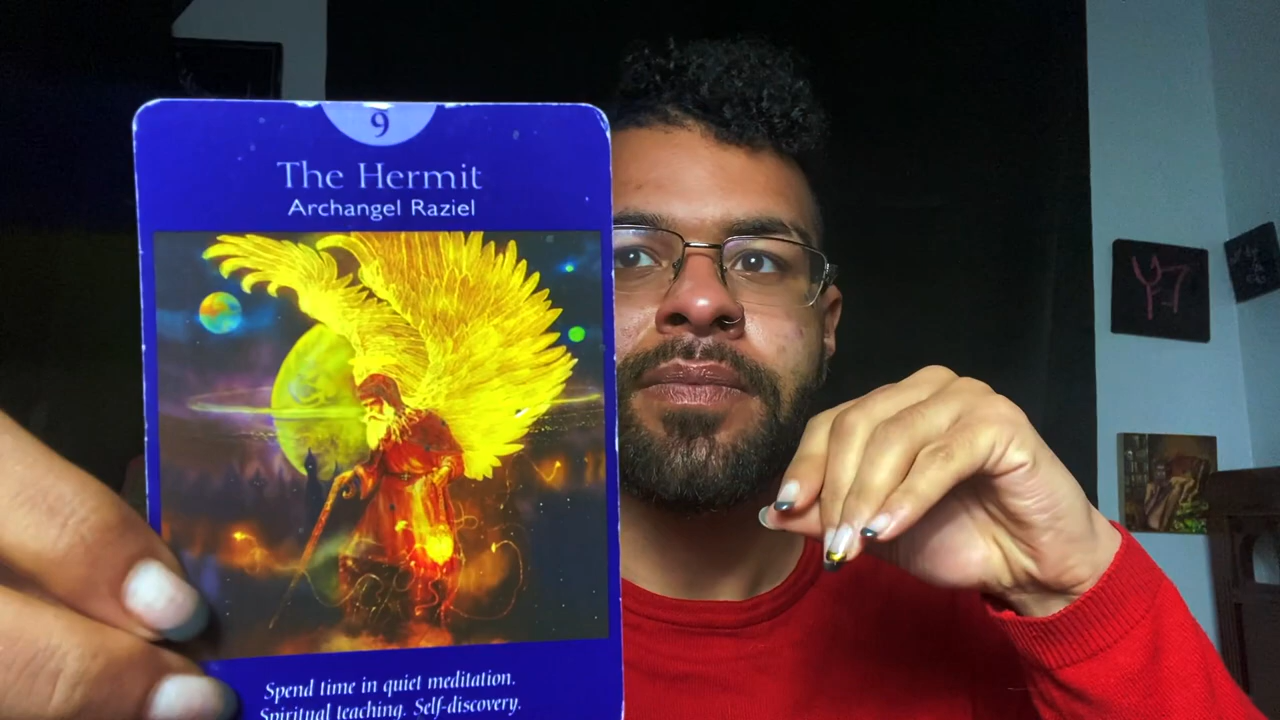 9
The Hermit
Archangel Raziel
Spend time in quiet meditation.
Spiritual teaching. Self-discovery.